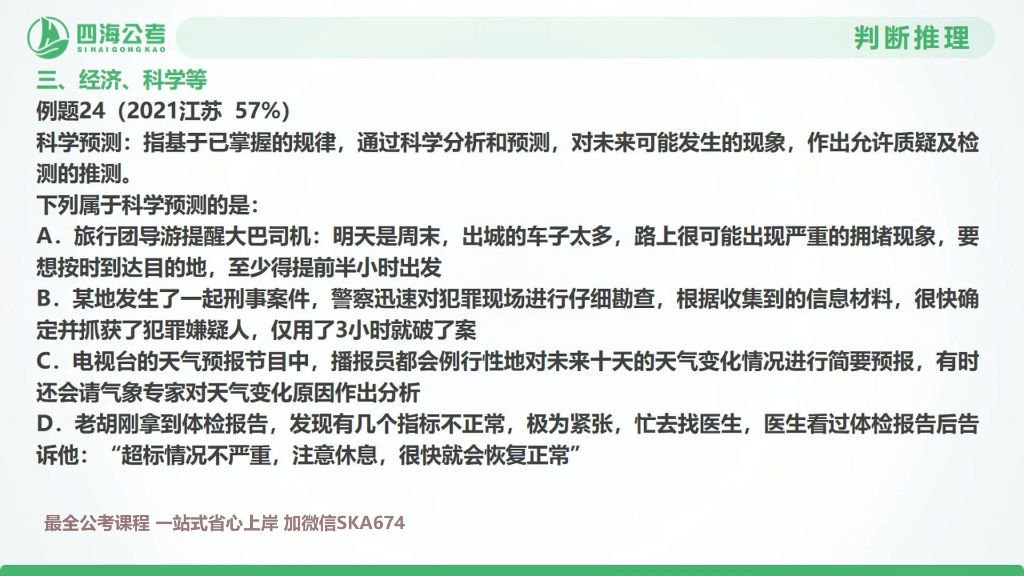 四海公考
SIHAIGONGKAO
判断推理
三、经济、科学等
例题24（2021江苏 57%）
科学预测：指基于已掌握的规律，通过科学分析和预测，对未来可能发生的现象，作出允许质疑及检
测的推测。
下列属于科学预测的是：
A．旅行团导游提醒大巴司机：明天是周末，出城的车子太多，路上很可能出现严重的拥堵现象，要
想按时到达目的地，至少得提前半小时出发
B．某地发生了一起刑事案件，警察迅速对犯罪现场进行仔细勘查，根据收集到的信息材料，很快确
定并抓获了犯罪嫌疑人，仅用了3小时就破了案
C．电视台的天气预报节目中，播报员都会例行性地对未来十天的天气变化情况进行简要预报，有时
还会请气象专家对天气变化原因作出分析
D．老胡刚拿到体检报告，发现有几个指标不正常，极为紧张，忙去找医生，医生看过体检报告后告
诉他：“超标情况不严重，注意休息，很快就会恢复正常”
最全公考课程 一站式省心上岸 加微信SKA674